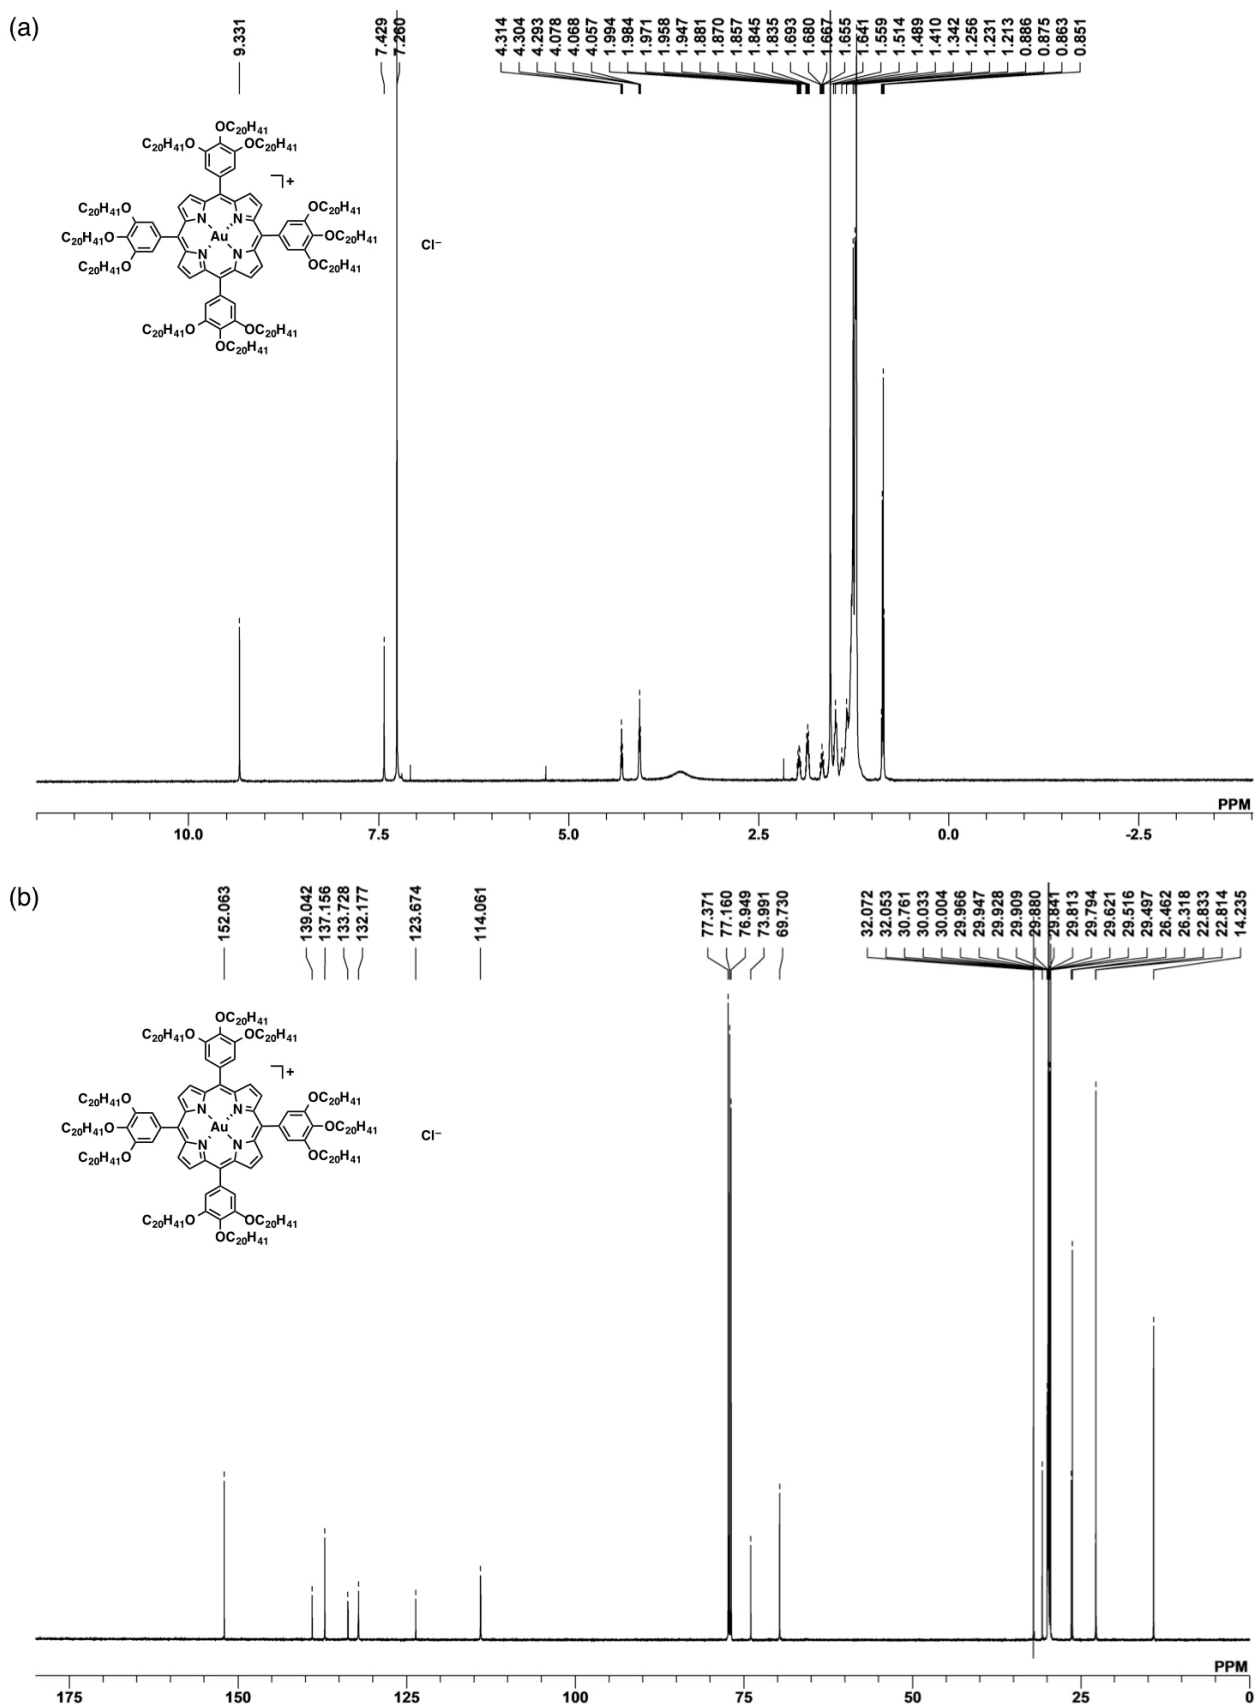 (a)
9.331
7.429
7.260
4.314
4.304
4.293
4.078
4.068
4.057
1.994
1.984
1.971
1.958
1.947
1.881
1.870
1.857
1.845
1.835
1.693
1.680
1.667
1.655
1.641
1.559
1.514
1.489
1.410
1.342
1.256
1.231
1.213
0.886
0.875
0.863
0.851
OC20H41
C20H41O OC20H41
+
C20H41O OC20H41
N N
C20H41O Au OC20H41 Cl−
N N
C20H41O OC20H41
C20H41O OC20H41
OC20H41
PPM
10.0 7.5 5.0 2.5 0.0 -2.5
(b)
152.063
139.042
137.156
133.728
132.177
123.674
114.061
77.371
77.160
76.949
73.991
69.730
32.072
32.053
30.761
30.033
30.004
29.966
29.947
29.928
29.909
29.880
29.841
29.813
29.794
29.621
29.516
29.497
26.462
26.318
22.833
22.814
14.235
OC20H41
C20H41O OC20H41
+
C20H41O OC20H41
N N
C20H41O Au OC20H41 Cl−
N N
C20H41O OC20H41
C20H41O OC20H41
OC20H41
PPM
175 150 125 100 75 50 25 0